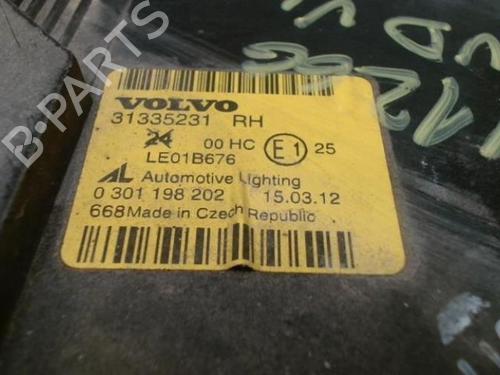 VOLVO
31335231 RH
24 00 HC E1 25
LE01B676
AL Automotive Lighting
0 301 198 202 15.03.12
668 Made in Czech Republic
B-PARTS